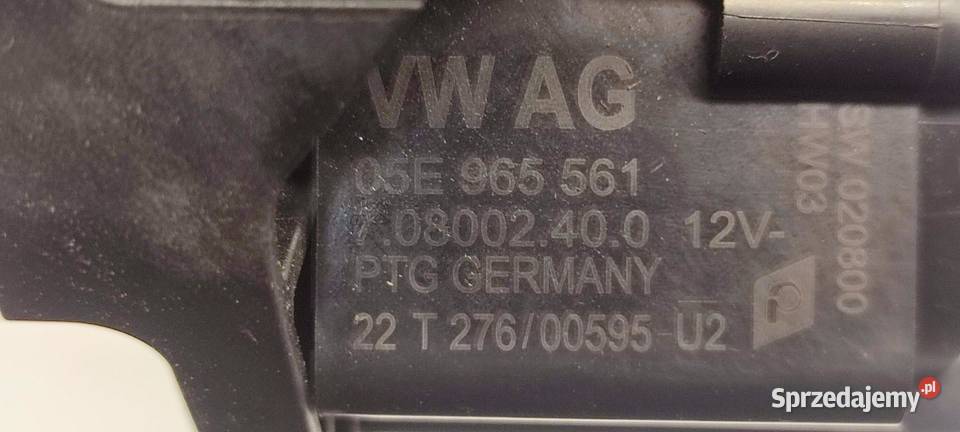 VW AG
05E 965 561
7.08002.40.0 12V-
PTG GERMANY
22 T 276/00595 U2
SW 020800
HW03
Sprzedajemy.pl